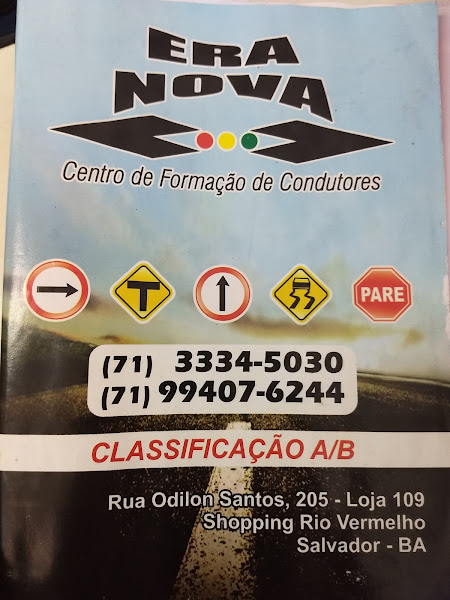 ERA
NOVA
Centro de Formação de Condutores
PARE
(71) 3334-5030
(71) 99407-6244
CLASSIFICAÇÃO A/B
Rua Odilon Santos, 205 - Loja 109
Shopping Rio Vermelho
Salvador - BA